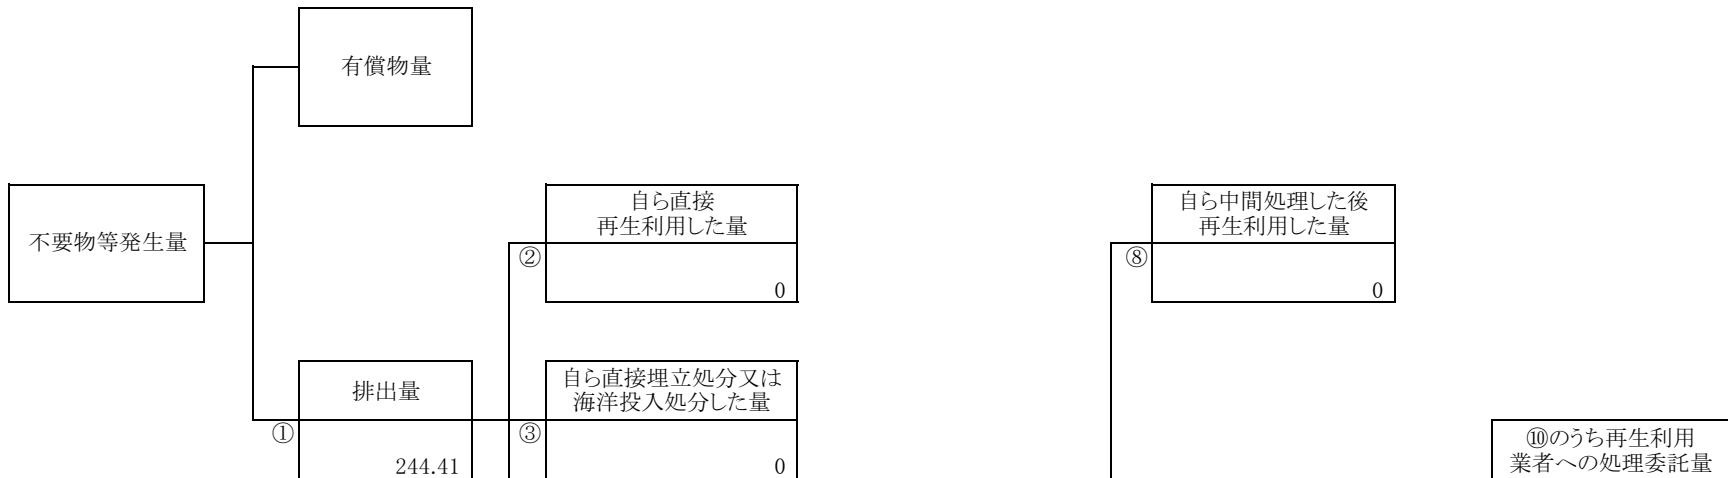 有償物量
不要物等発生量
自ら直接
再生利用した量
②
0
自ら中間処理した後
再生利用した量
⑧
0
排出量
①
244.41
自ら直接埋立処分又は
海洋投入処分した量
③
0
⑩のうち再生利用
業者への処理委託量